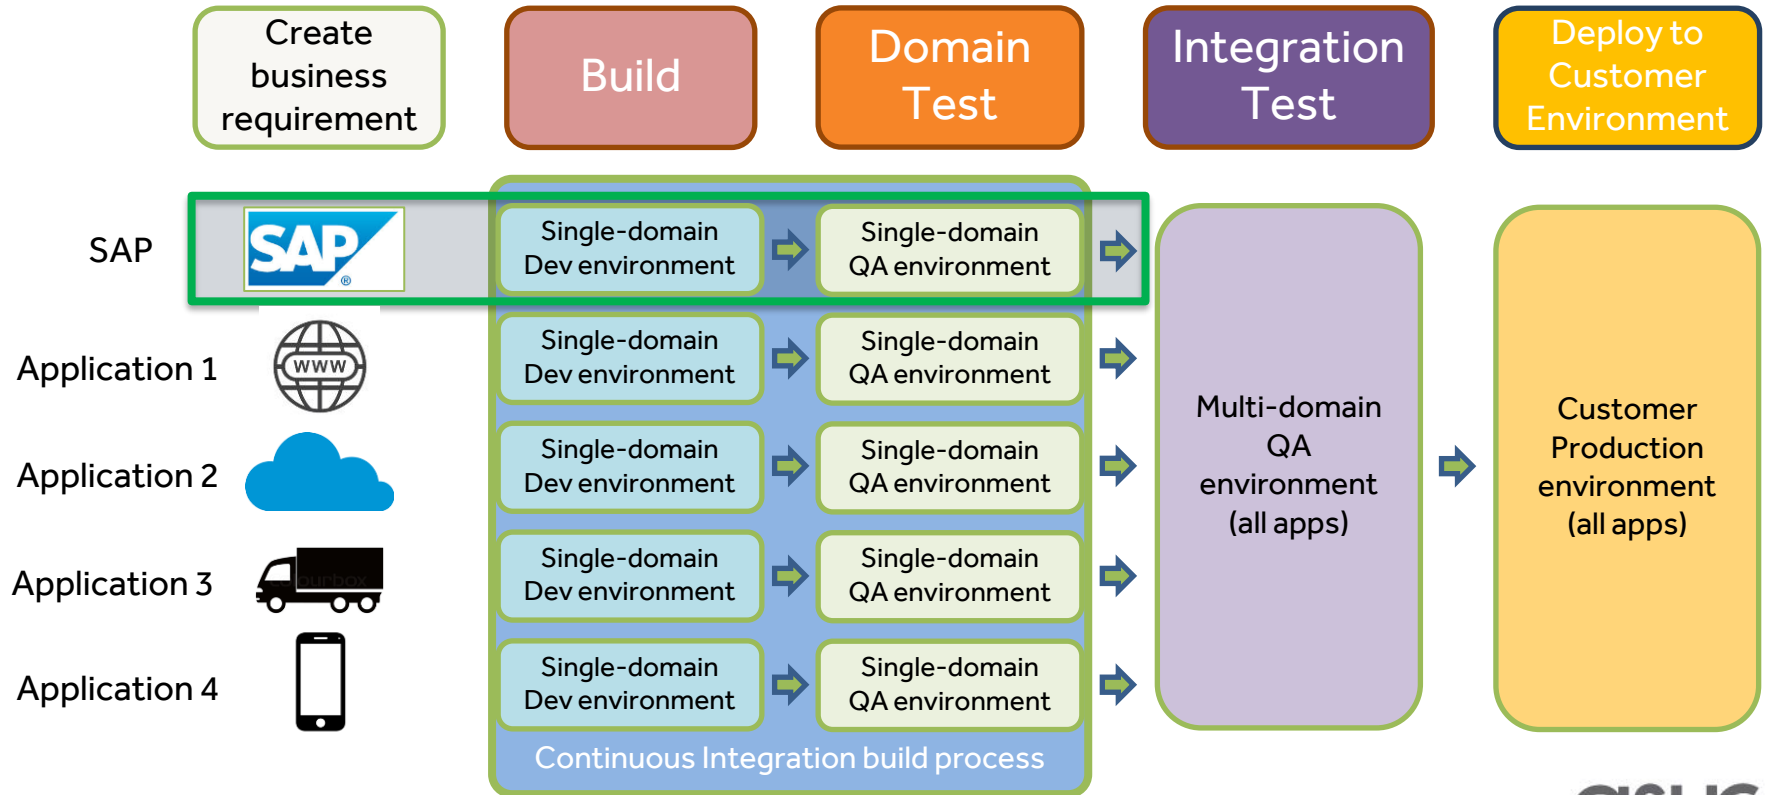 Create
business
requirement
Build
Domain
Test
Integration
Test
Deploy to
Customer
Environment
SAP
SAP
®
Single-domain
Dev environment
Single-domain
QA environment
Application 1
WWW
Single-domain
Dev environment
Single-domain
QA environment
Application 2
Single-domain
Dev environment
Single-domain
QA environment
Application 3
Single-domain
Dev environment
Single-domain
QA environment
Application 4
Single-domain
Dev environment
Single-domain
QA environment
Multi-domain
QA
environment
(all apps)
Customer
Production
environment
(all apps)
Continuous Integration build process